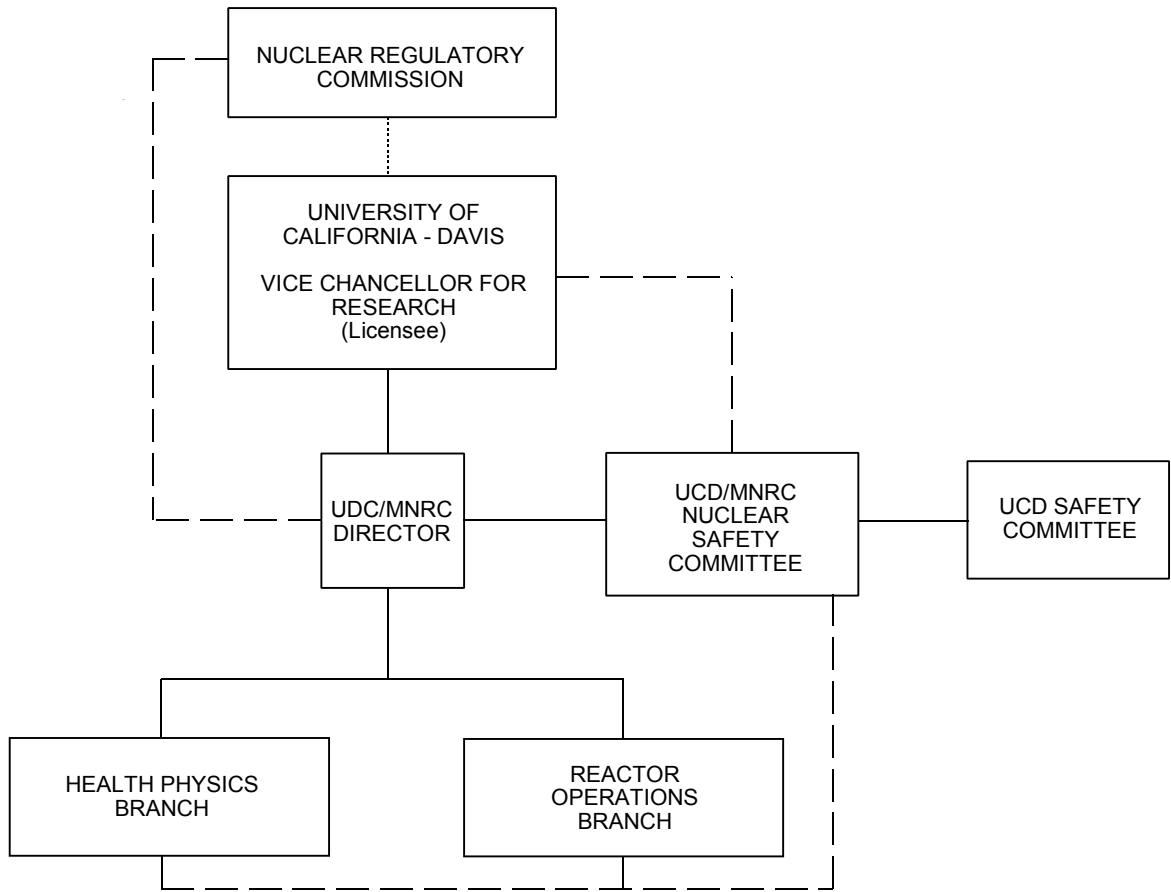 NUCLEAR REGULATORY
COMMISSION
UNIVERSITY OF
CALIFORNIA - DAVIS
VICE CHANCELLOR FOR
RESEARCH
(Licensee)
UDC/MNRC
DIRECTOR
UCD/MNRC
NUCLEAR
SAFETY
COMMITTEE
UCD SAFETY
COMMITTEE
HEALTH PHYSICS
BRANCH
REACTOR
OPERATIONS
BRANCH